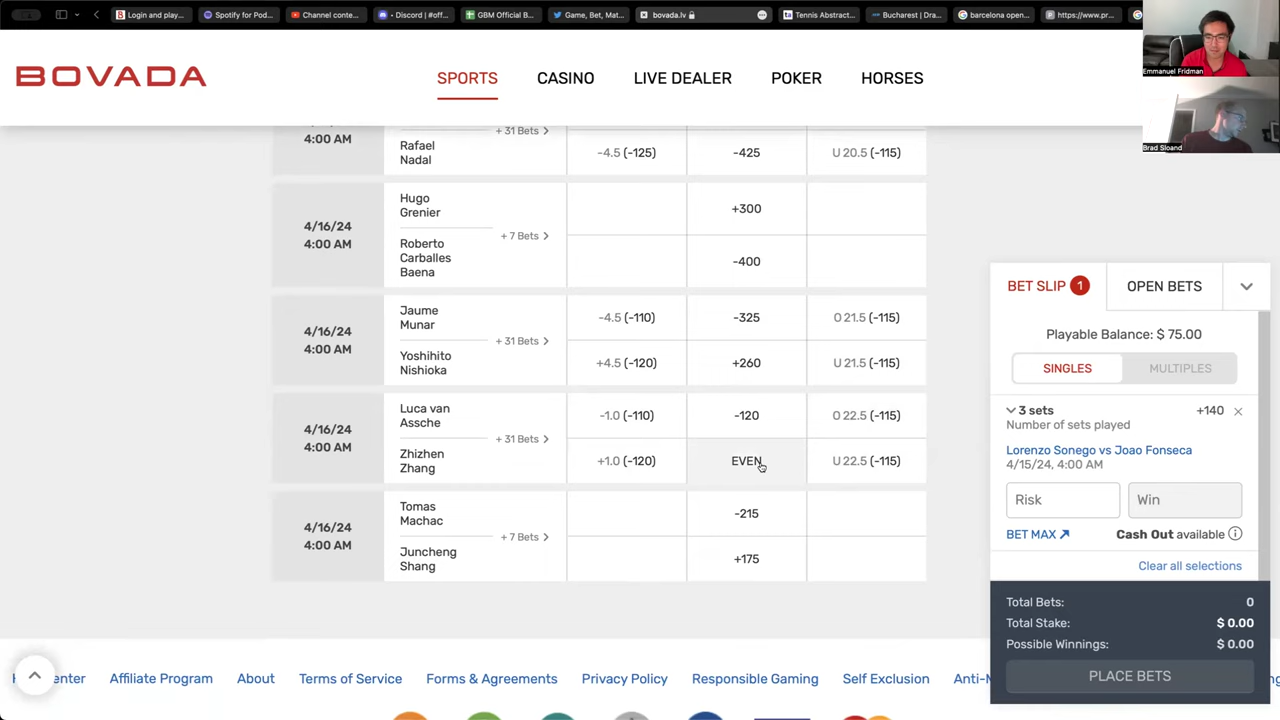 Login and play...
Spotify for Pod...
Channel conte...
Discord | #off...
GBM Official B...
Game, Bet, Mat...
bovada.lv
Tennis Abstract...
Bucharest | Dra...
barcelona open...
https://www.pr...
BOVADA
SPORTS
CASINO
LIVE DEALER
POKER
HORSES
Emmanuel Fridman
Brad Sloand
4:00 AM
+ 31 Bets
Rafael
Nadal
-4.5 (-125)
-425
U 20.5 (-115)
4/16/24
4:00 AM
Hugo
Grenier
+ 7 Bets
Roberto
Carballes
Baena
+300
-400
4/16/24
4:00 AM
Jaume
Munar
+ 31 Bets
Yoshihito
Nishioka
-4.5 (-110)
-325
O 21.5 (-115)
+4.5 (-120)
+260
U 21.5 (-115)
4/16/24
4:00 AM
Luca van
Assche
+ 31 Bets
Zhizhen
Zhang
-1.0 (-110)
-120
O 22.5 (-115)
+1.0 (-120)
EVEN
U 22.5 (-115)
4/16/24
4:00 AM
Tomas
Machac
+ 7 Bets
Juncheng
Shang
-215
+175
BET SLIP 1
OPEN BETS
Playable Balance: $ 75.00
SINGLES
MULTIPLES
3 sets
+140
Number of sets played
Lorenzo Sonego vs Joao Fonseca
4/15/24, 4:00 AM
Risk
Win
BET MAX
Cash Out available
Clear all selections
Total Bets: 0
Total Stake: $ 0.00
Possible Winnings: $ 0.00
PLACE BETS
enter
Affiliate Program
About
Terms of Service
Forms & Agreements
Privacy Policy
Responsible Gaming
Self Exclusion
Anti-M